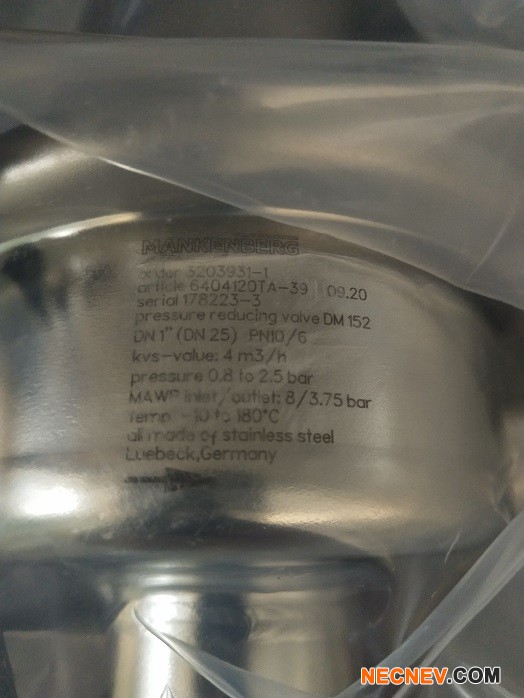 MANKENBERG
order 3203931-1
article 6404120TA-39 | 09.20
serial 178223-3
pressure reducing valve DM 152
DN 1" (DN 25) PN10/6
kvs-value: 4 m3/h
pressure 0.8 to 2.5 bar
MAWP inlet/outlet: 8/3.75 bar
Temp. -10 to 180°C
all made of stainless steel
Luebeck,Germany
NECNEV.COM